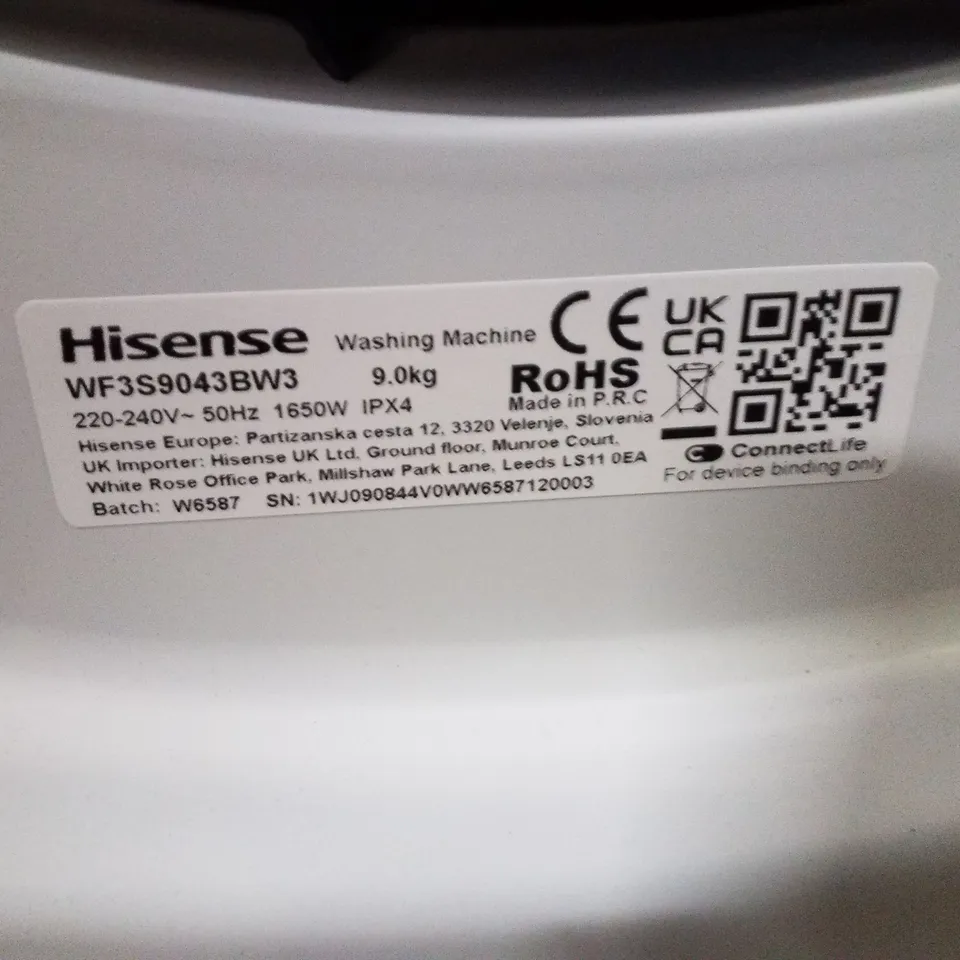 Hisense Washing Machine CE UK CA
WF3S9043BW3 9.0kg RoHS
220-240V~ 50Hz 1650W IPX4 Made in P.R.C
Hisense Europe: Partizanska cesta 12, 3320 Velenje, Slovenia
UK Importer: Hisense UK Ltd. Ground floor, Munroe Court,
White Rose Office Park, Millshaw Park Lane, Leeds LS11 0EA
Batch: W6587 SN: 1WJ090844V0WW6587120003
ConnectLife
For device binding only